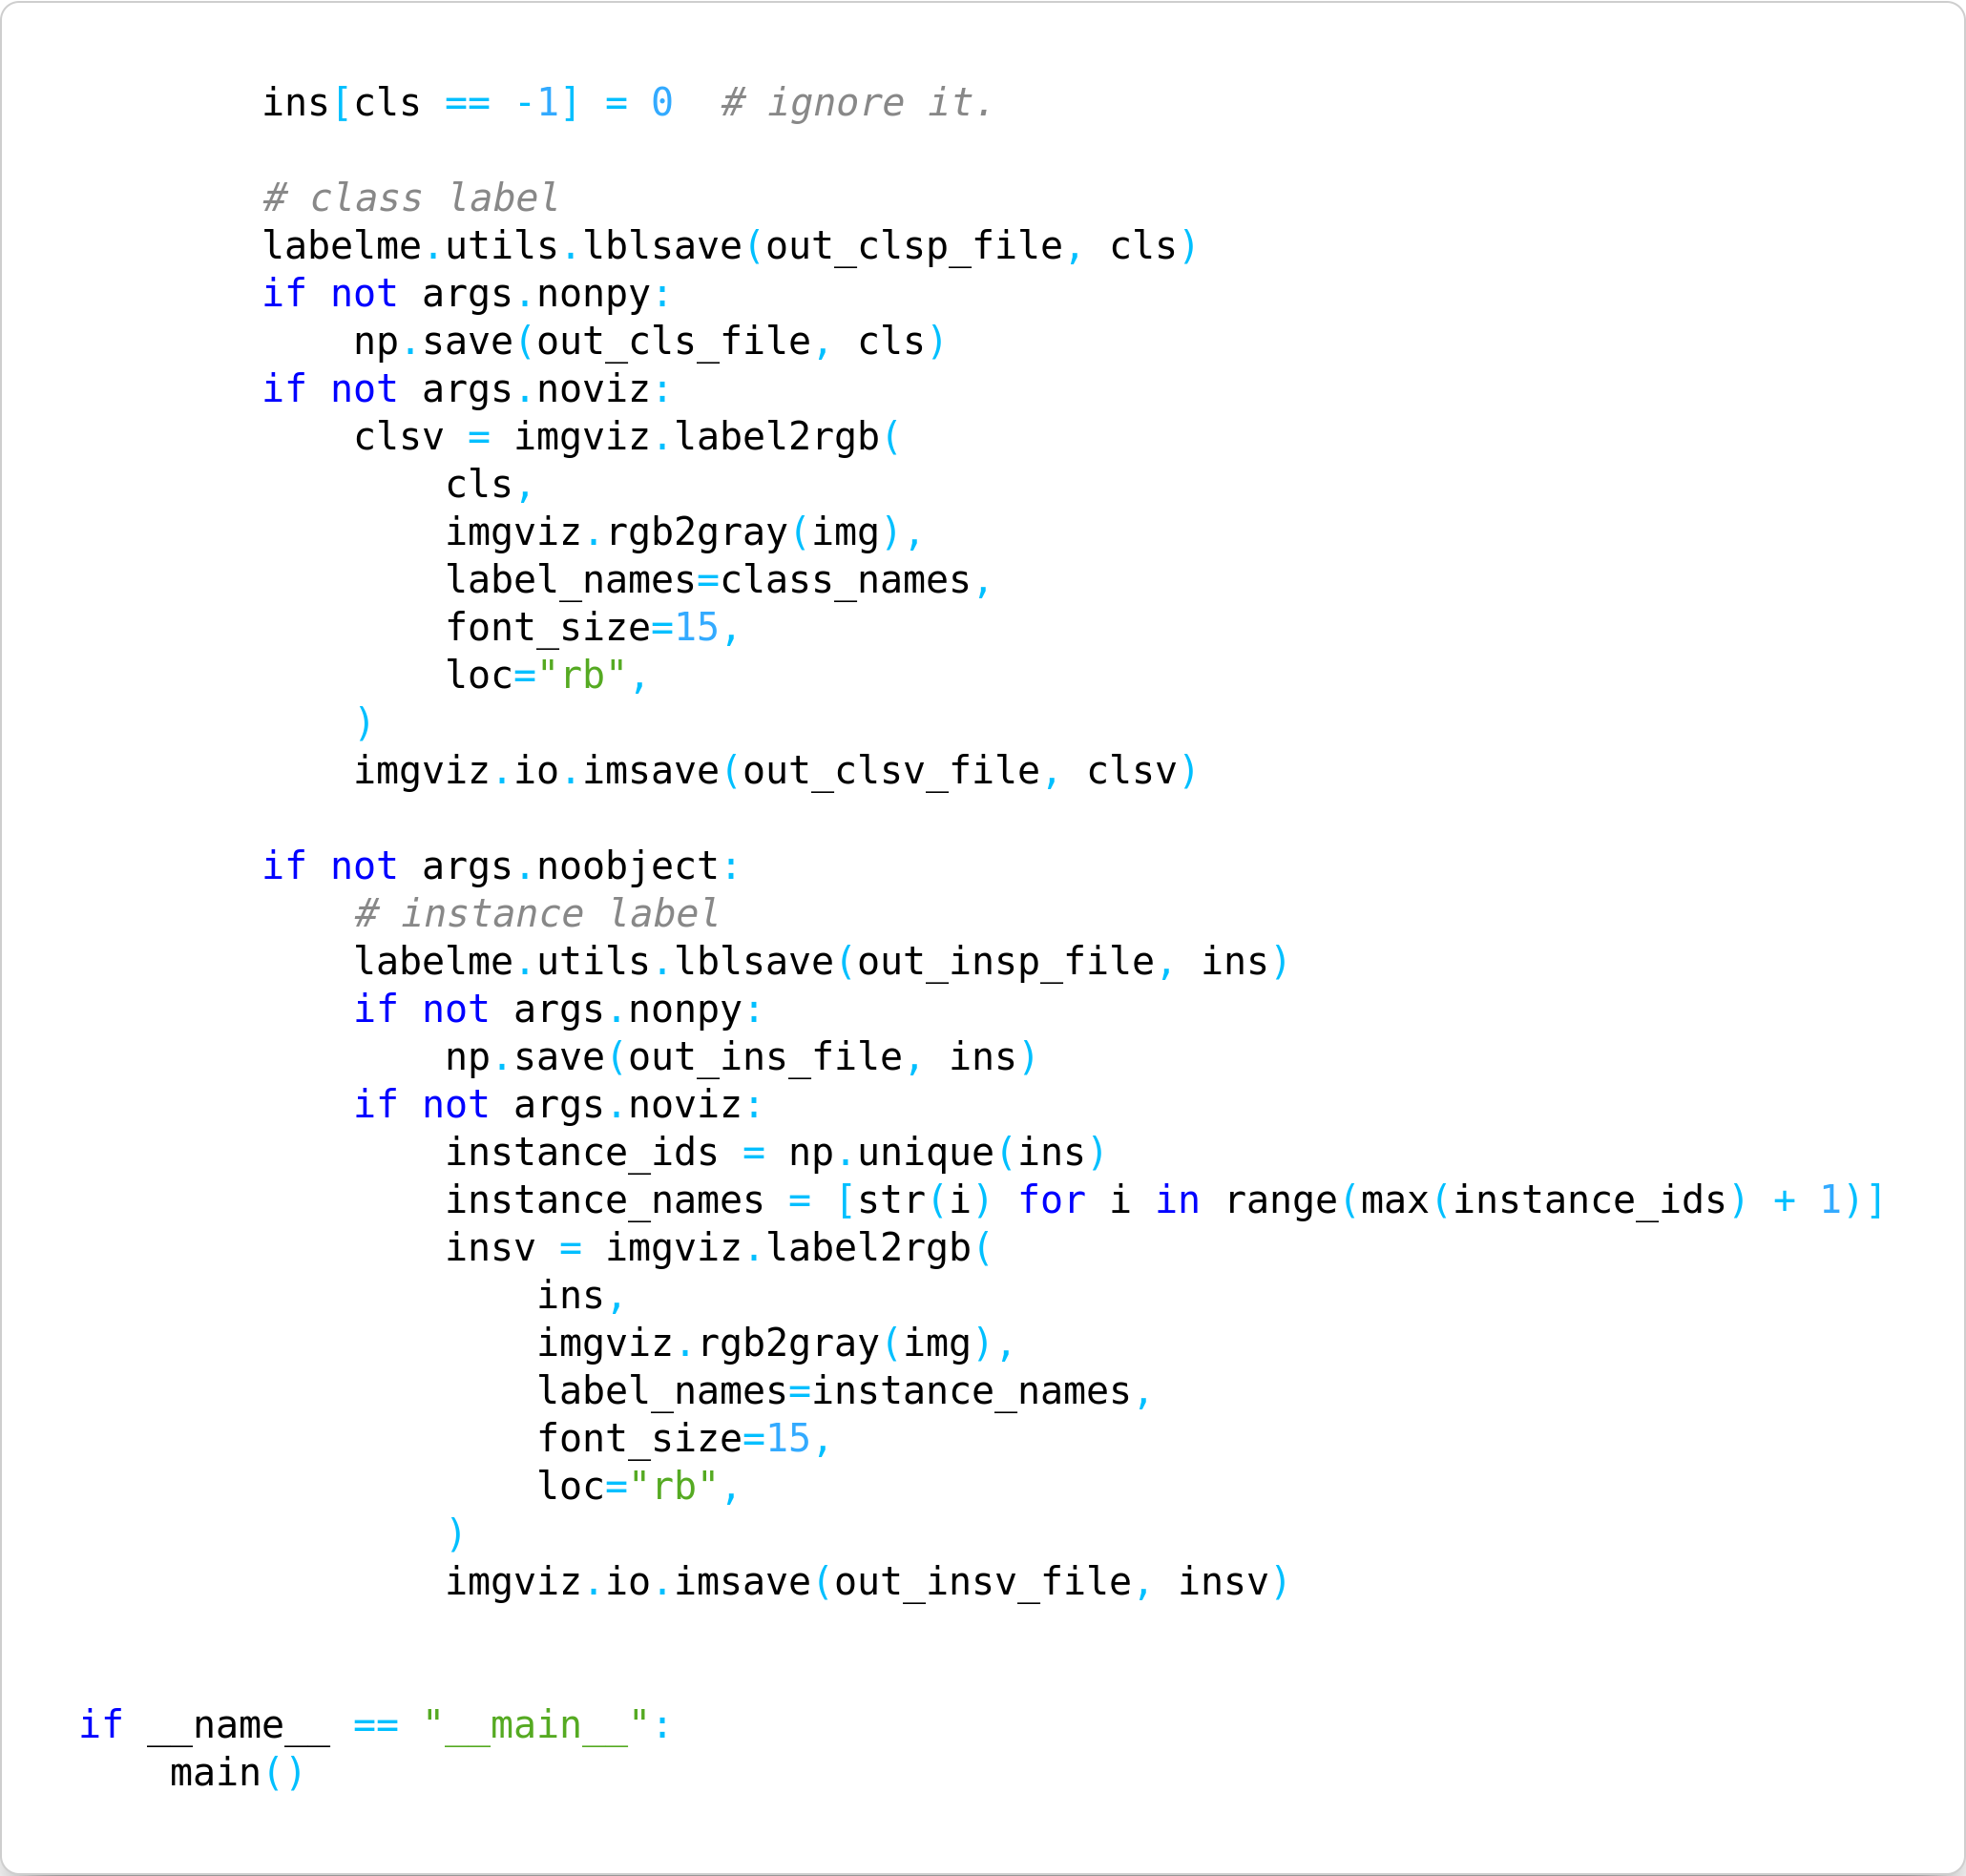 ins[cls == -1] = 0  # ignore it.

        # class label
        labelme.utils.lblsave(out_clsp_file, cls)
        if not args.nonpy:
            np.save(out_cls_file, cls)
        if not args.noviz:
            clsv = imgviz.label2rgb(
                cls,
                imgviz.rgb2gray(img),
                label_names=class_names,
                font_size=15,
                loc="rb",
            )
            imgviz.io.imsave(out_clsv_file, clsv)

        if not args.noobject:
            # instance label
            labelme.utils.lblsave(out_insp_file, ins)
            if not args.nonpy:
                np.save(out_ins_file, ins)
            if not args.noviz:
                instance_ids = np.unique(ins)
                instance_names = [str(i) for i in range(max(instance_ids) + 1)]
                insv = imgviz.label2rgb(
                    ins,
                    imgviz.rgb2gray(img),
                    label_names=instance_names,
                    font_size=15,
                    loc="rb",
                )
                imgviz.io.imsave(out_insv_file, insv)


if __name__ == "__main__":
    main()